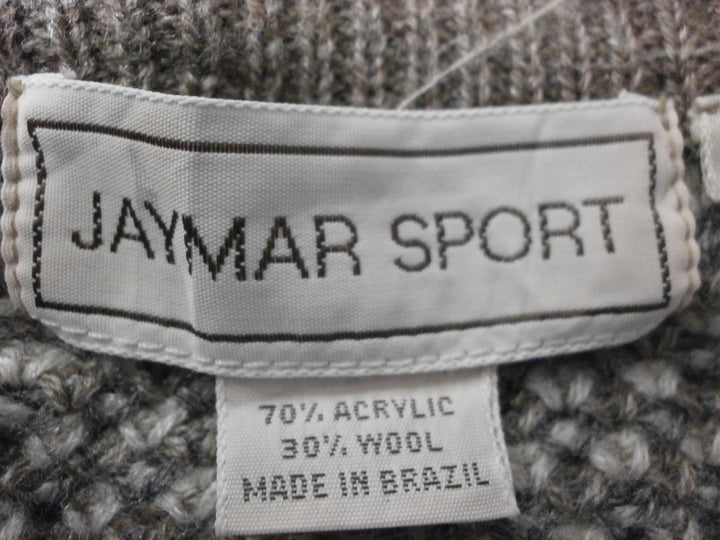 JAYMAR SPORT
70% ACRYLIC
30% WOOL
MADE IN BRAZIL